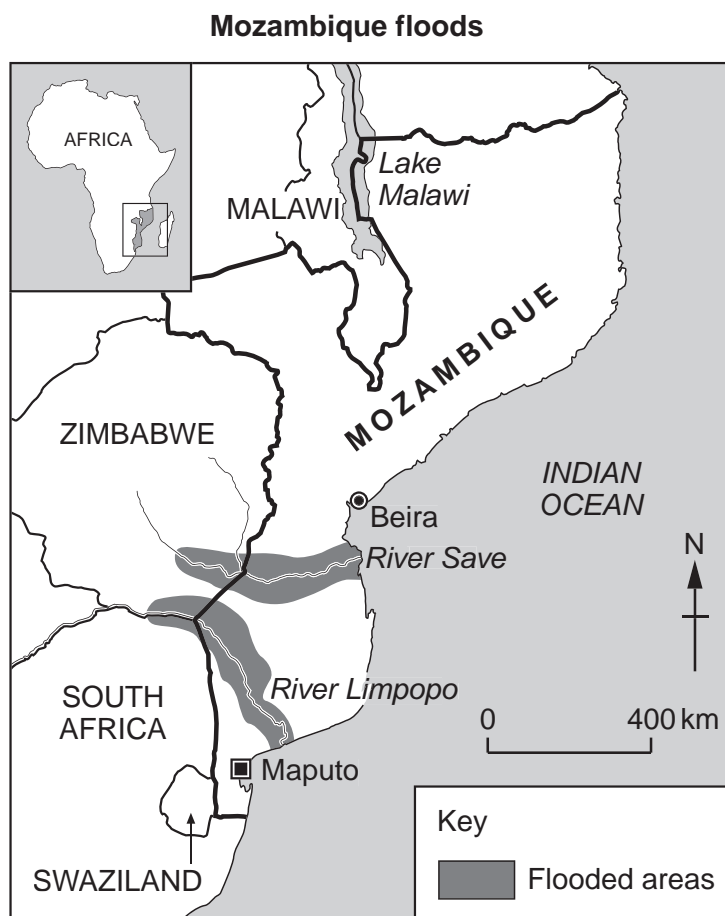 Mozambique floods
AFRICA
Lake
Malawi
MALAWI
MOZAMBIQUE
ZIMBABWE
INDIAN
OCEAN
Beira
River Save
N
River Limpopo
SOUTH
AFRICA
0 400 km
Maputo
Key
SWAZILAND
Flooded areas